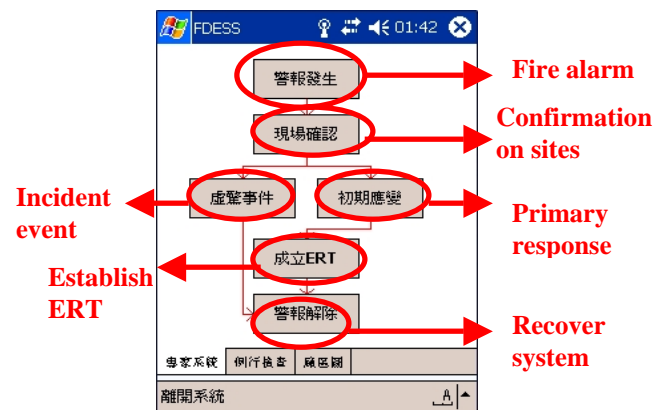 FDESS 01:42
警報發生
Fire alarm
現場確認
Confirmation
on sites
虛驚事件
初期應變
Incident
event
Primary
response
成立ERT
Establish
ERT
警報解除
Recover
system
專家系統 例行檢查 廠區圖
離開系統 A